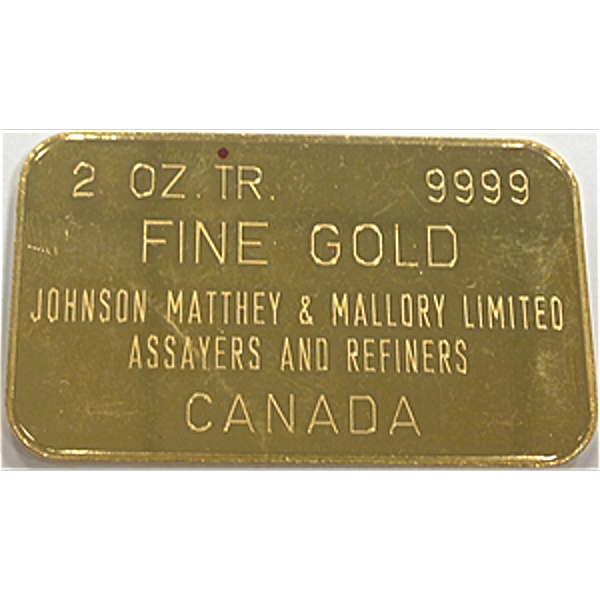 2 OZ. TR. 9999
FINE GOLD
JOHNSON MATTHEY & MALLORY LIMITED
ASSAYERS AND REFINERS
CANADA